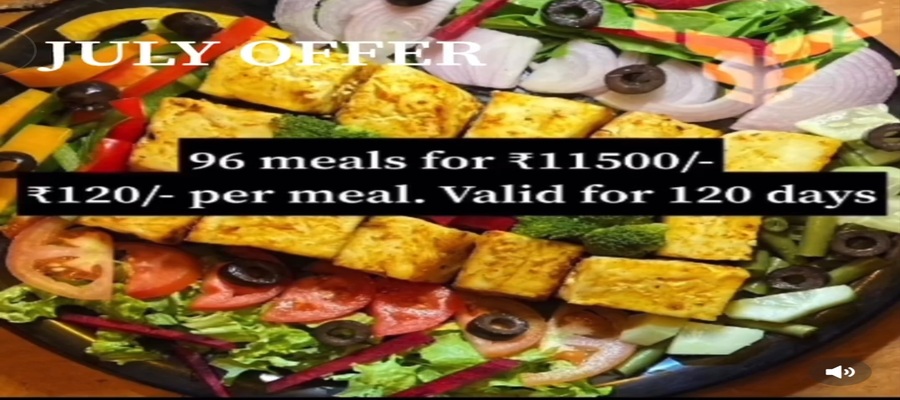 JULY OFFER
96 meals for ₹11500/-
₹120/- per meal. Valid for 120 days